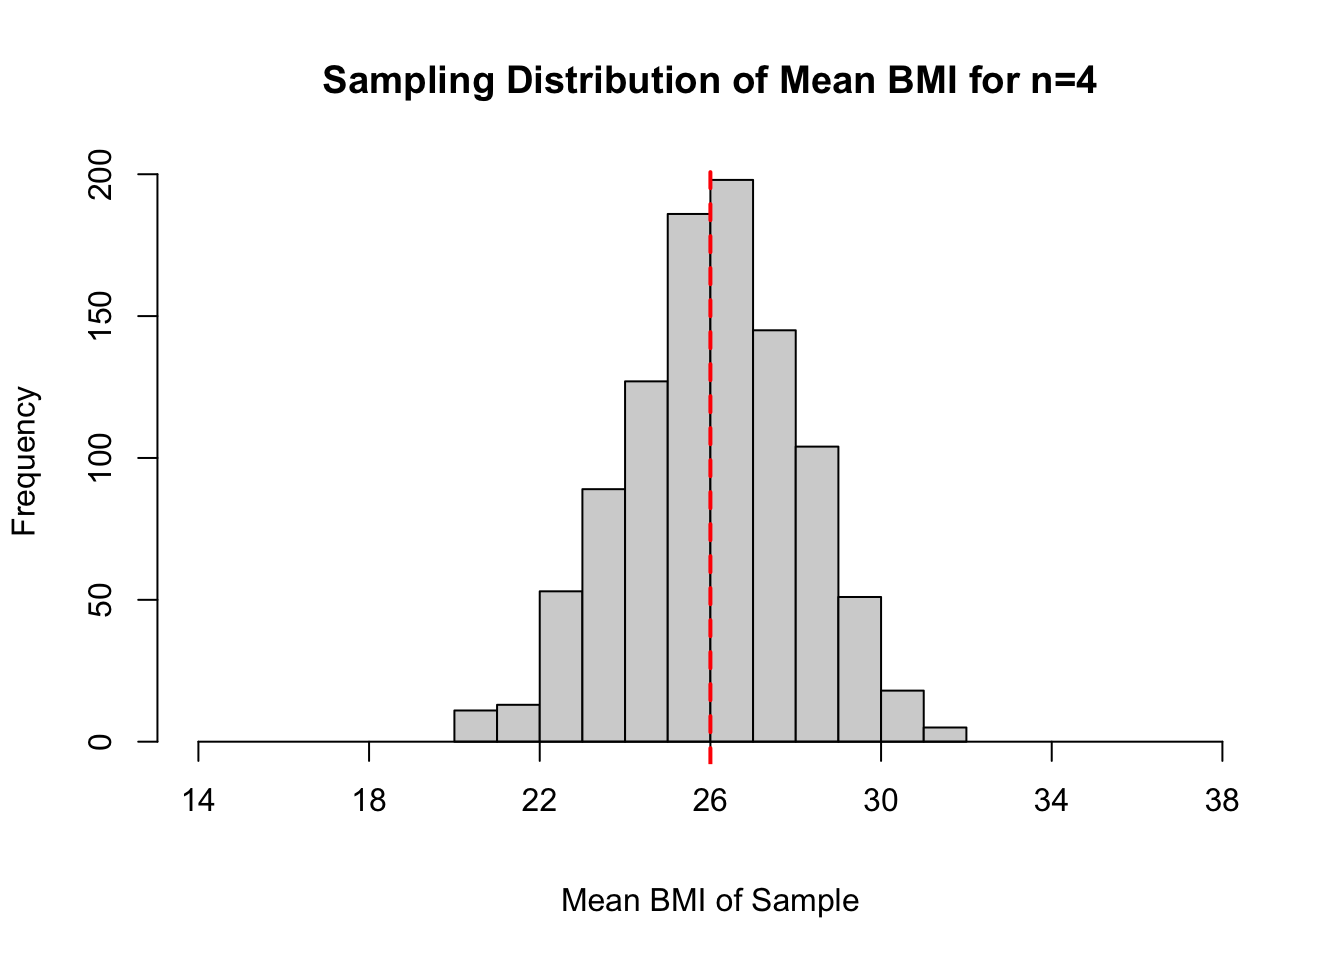 Sampling Distribution of Mean BMI for n=4
200
150
100
50
0
Frequency
14 18 22 26 30 34 38
Mean BMI of Sample